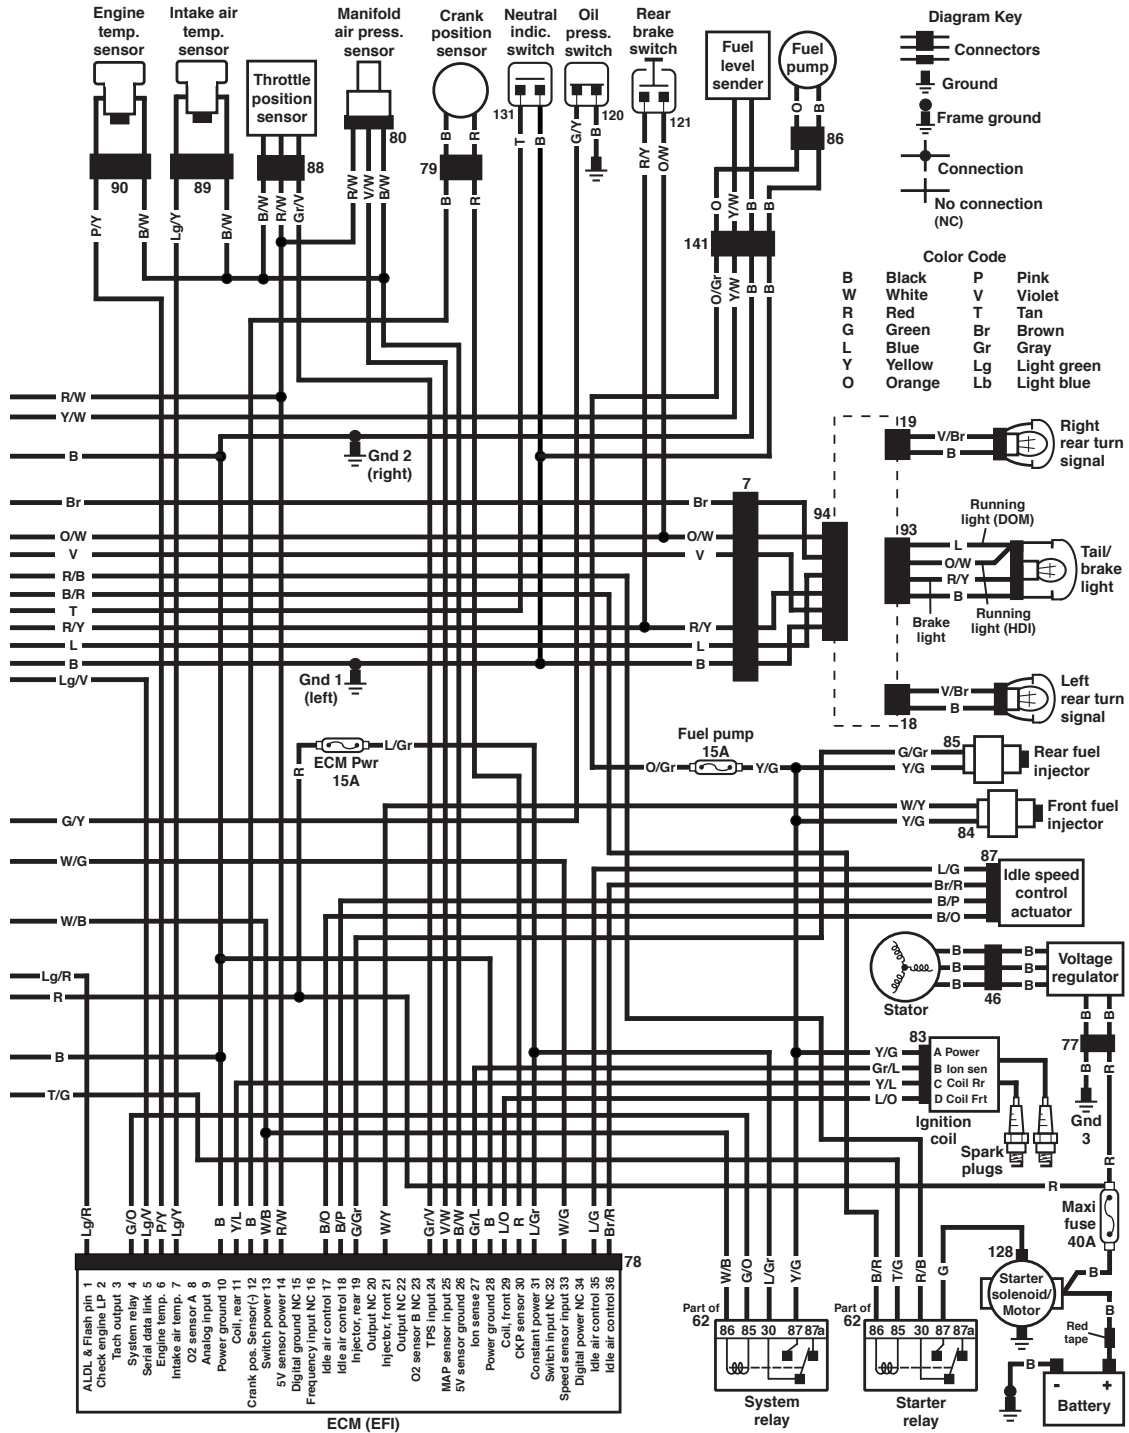 Engine
temp.
sensor
Intake air
temp.
sensor
Manifold
air press.
sensor
Crank
position
sensor
Neutral
indic.
switch
Oil
press.
switch
Rear
brake
switch
Throttle
position
sensor
Fuel
level
sender
Fuel
pump
Diagram Key
Connectors
Ground
Frame ground
Connection
No connection
(NC)
90
89
88
80
79
131
120
121
86
141
B
R
T
B
G/Y
B
R/Y
O/W
O
B
P/Y
B/W
Lg/Y
B/W
B/W
R/W
Gr/V
R/W
V/W
B/W
B
R
O
Y/W
B
B
O/Gr
Y/W
B
B
Color Code
B Black P Pink
W White V Violet
R Red T Tan
G Green Br Brown
L Blue Gr Gray
Y Yellow Lg Light green
O Orange Lb Light blue
R/W
Y/W
B
Gnd 2
(right)
Br
O/W
V
R/B
B/R
T
R/Y
L
B
Lg/V
Gnd 1
(left)
Br
O/W
V
R/Y
L
B
7
94
19
V/Br
B
Right
rear turn
signal
Running
light (DOM)
93
L
O/W
R/Y
B
Tail/
brake
light
Brake
light
Running
light (HDI)
18
V/Br
B
Left
rear turn
signal
R
L/Gr
ECM Pwr
15A
Fuel pump
15A
O/Gr
Y/G
85
G/Gr
Y/G
Rear fuel
injector
W/Y
Y/G
84
Front fuel
injector
G/Y
W/G
W/B
Lg/R
R
B
T/G
87
L/G
Br/R
B/P
B/O
Idle speed
control
actuator
Stator
B
B
B
46
B
B
B
Voltage
regulator
B
B
77
B
R
Gnd
3
83
Y/G
Gr/L
Y/L
L/O
A Power
B Ion sen
C Coil Rr
D Coil Frt
Ignition
coil
Spark
plugs
R
R
Maxi
fuse
40A
B
B
Red
tape
B
128
Starter
solenoid/
Motor
- +
Battery
Lg/R
G/O
Lg/V
P/Y
Lg/Y
B
Y/L
B
W/B
R/W
B/O
B/P
G/Gr
W/Y
Gr/V
V/W
B/W
Gr/L
B
L/O
R
L/Gr
W/G
L/G
Br/R
78
ALDL & Flash pin 1
Check engine LP 2
Tach output 3
System relay 4
Serial data link 5
Engine temp. 6
Intake air temp. 7
O2 sensor A 8
Analog input 9
Power ground 10
Coil, rear 11
Crank pos. Sensor(-) 12
Switch power 13
5V sensor power 14
Digital ground NC 15
Frequency input NC 16
Idle air control 17
Idle air control 18
Injector, rear 19
Output NC 20
Injector, front 21
Output NC 22
O2 sensor B NC 23
TPS input 24
MAP sensor input 25
5V sensor ground 26
Ion sense 27
Power ground 28
Coil, front 29
CKP sensor 30
Constant power 31
Switch input NC 32
Speed sensor input 33
Digital power NC 34
Idle air control 35
Idle air control 36
ECM (EFI)
W/B
G/O
L/Gr
Y/G
Part of
62
86 85 30 87 87a
System
relay
B/R
T/G
R/B
G
Part of
62
86 85 30 87 87a
Starter
relay